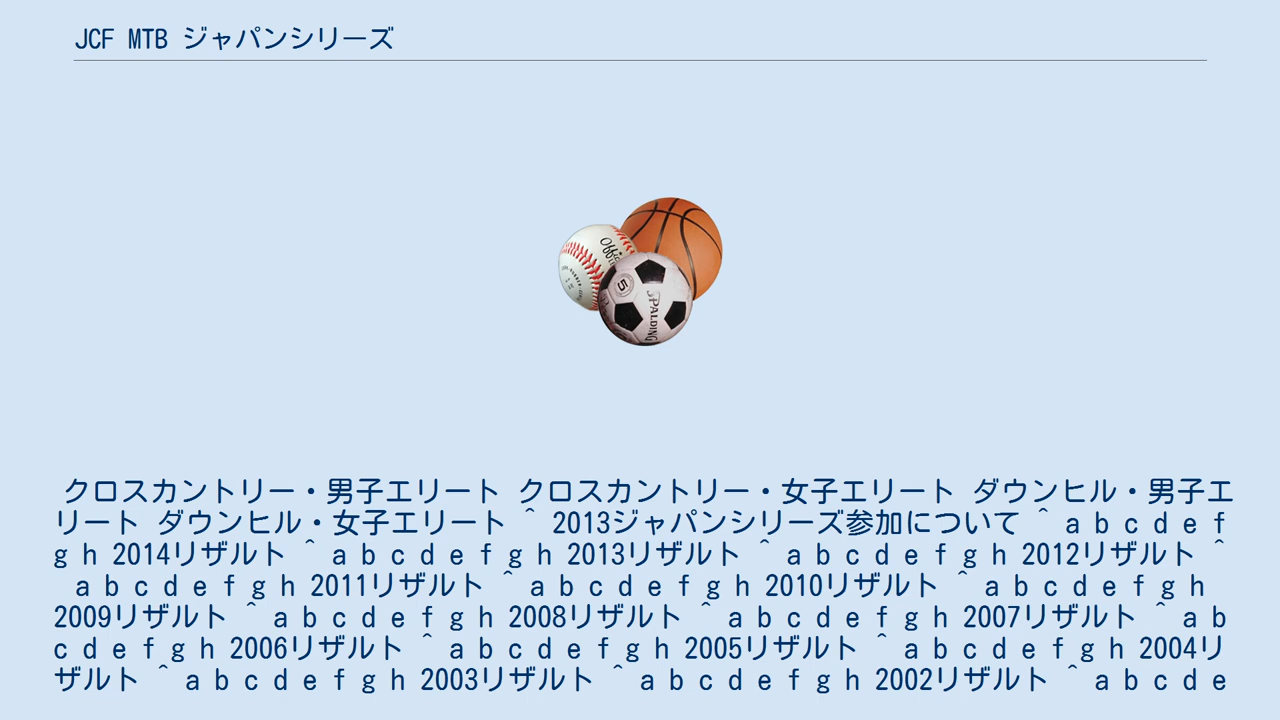 JCF MTB ジャパンシリーズ
Offic
5
SPALDING
クロスカントリー・男子エリート クロスカントリー・女子エリート ダウンヒル・男子エ
リート ダウンヒル・女子エリート ^ 2013ジャパンシリーズ参加について ^ a b c d e f
g h 2014リザルト ^ a b c d e f g h 2013リザルト ^ a b c d e f g h 2012リザルト ^
a b c d e f g h 2011リザルト ^ a b c d e f g h 2010リザルト ^ a b c d e f g h
2009リザルト ^ a b c d e f g h 2008リザルト ^ a b c d e f g h 2007リザルト ^ a b
c d e f g h 2006リザルト ^ a b c d e f g h 2005リザルト ^ a b c d e f g h 2004リ
ザルト ^ a b c d e f g h 2003リザルト ^ a b c d e f g h 2002リザルト ^ a b c d e